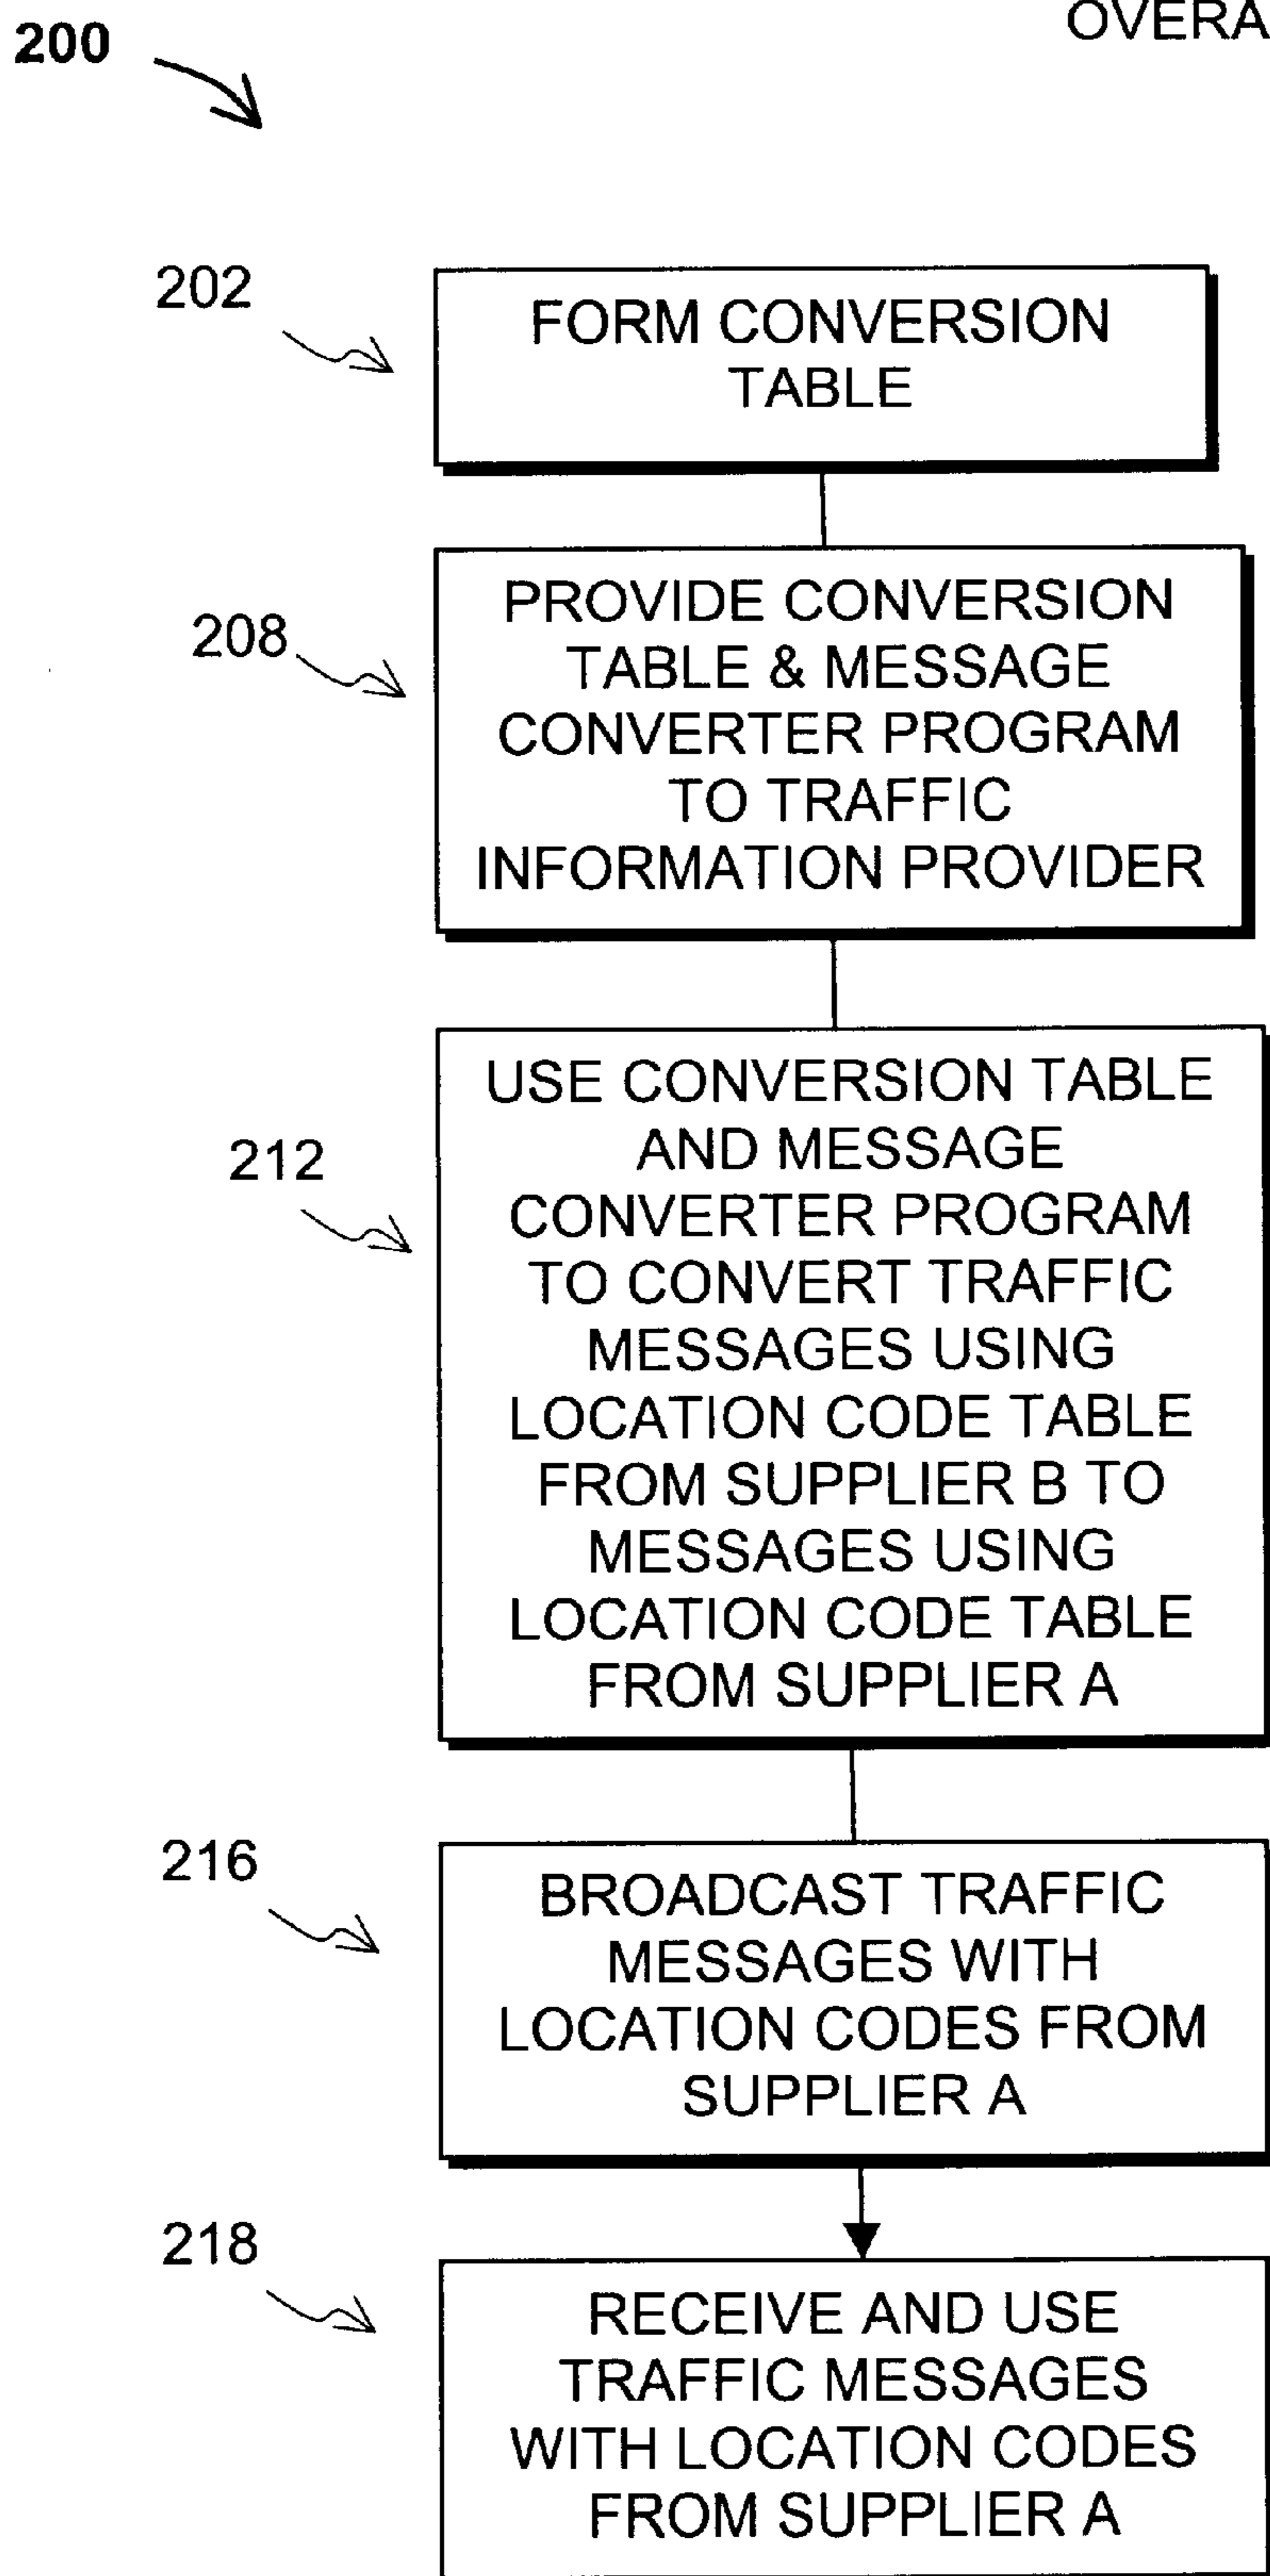 200
OVERA
202
FORM CONVERSION
TABLE
208
PROVIDE CONVERSION
TABLE & MESSAGE
CONVERTER PROGRAM
TO TRAFFIC
INFORMATION PROVIDER
212
USE CONVERSION TABLE
AND MESSAGE
CONVERTER PROGRAM
TO CONVERT TRAFFIC
MESSAGES USING
LOCATION CODE TABLE
FROM SUPPLIER B TO
MESSAGES USING
LOCATION CODE TABLE
FROM SUPPLIER A
216
BROADCAST TRAFFIC
MESSAGES WITH
LOCATION CODES FROM
SUPPLIER A
218
RECEIVE AND USE
TRAFFIC MESSAGES
WITH LOCATION CODES
FROM SUPPLIER A